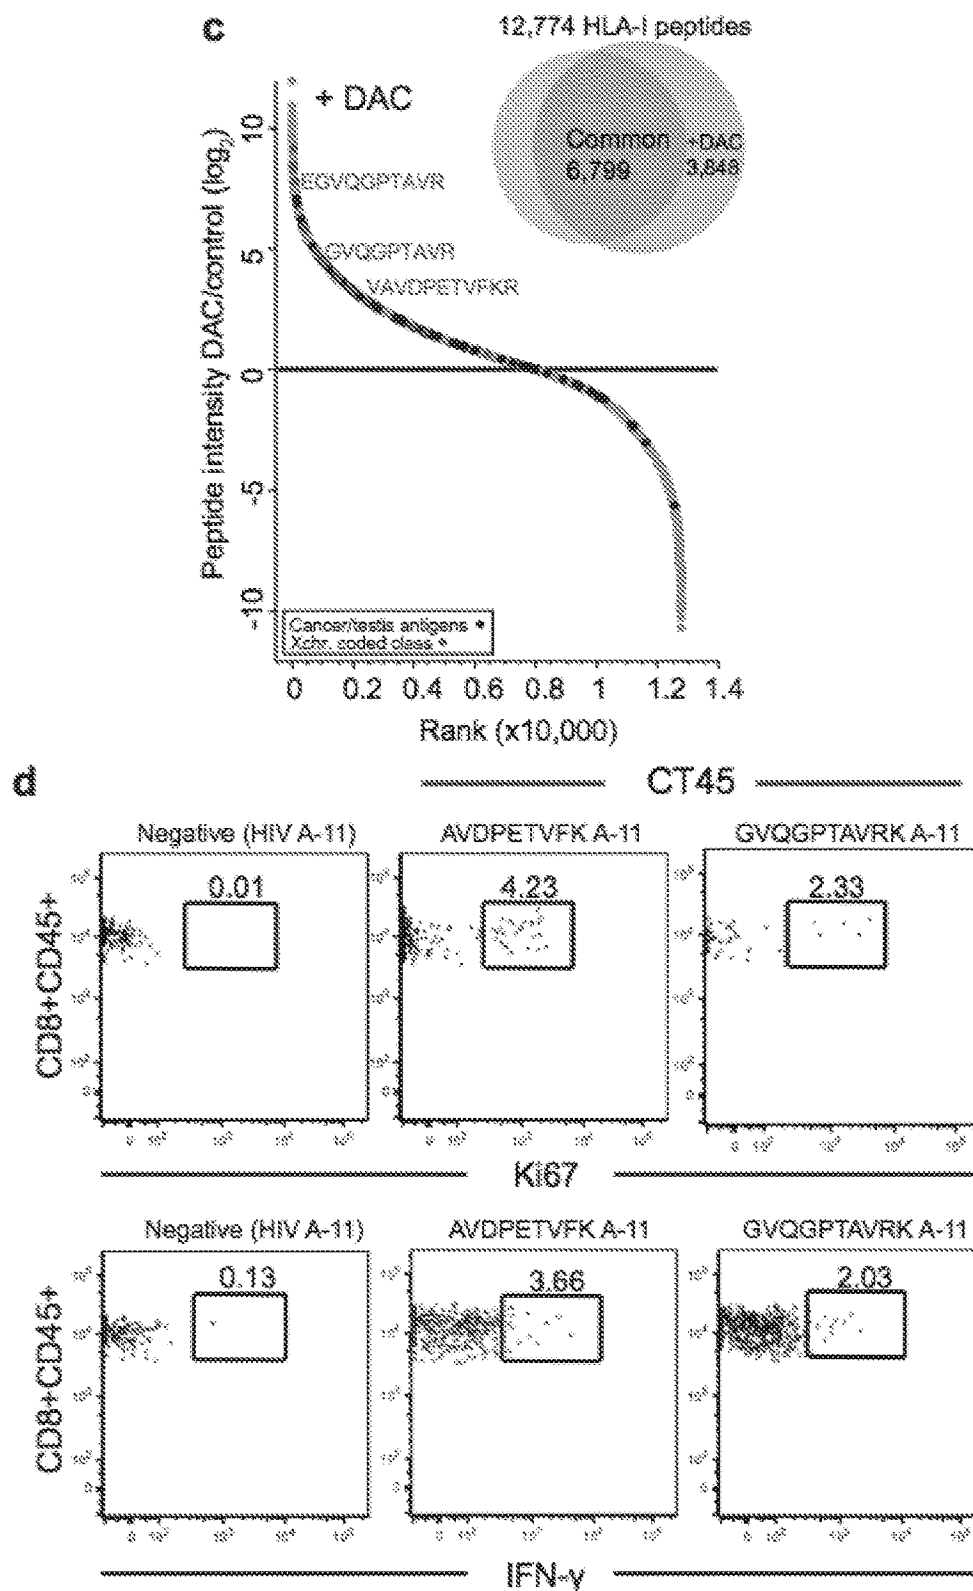 c
12,774 HLA-I peptides
+ DAC
Common
6,799
+DAC
3,848
Peptide intensity DAC/control (log2)
10
5
0
-5
-10
EGVQGPTAVR
GVQGPTAVR
VAVDPETVFKR
Cancer/testis antigens
Xchr. coded class
0 0.2 0.4 0.6 0.8 1 1.2 1.4
Rank (x10,000)
d
CT45
Negative (HIV A-11) AVDPETVFK A-11 GVQGPTAVRK A-11
0.01 4.23 2.33
CD8+CD45+
Ki67
Negative (HIV A-11) AVDPETVFK A-11 GVQGPTAVRK A-11
0.13 3.66 2.03
CD8+CD45+
IFN-γ